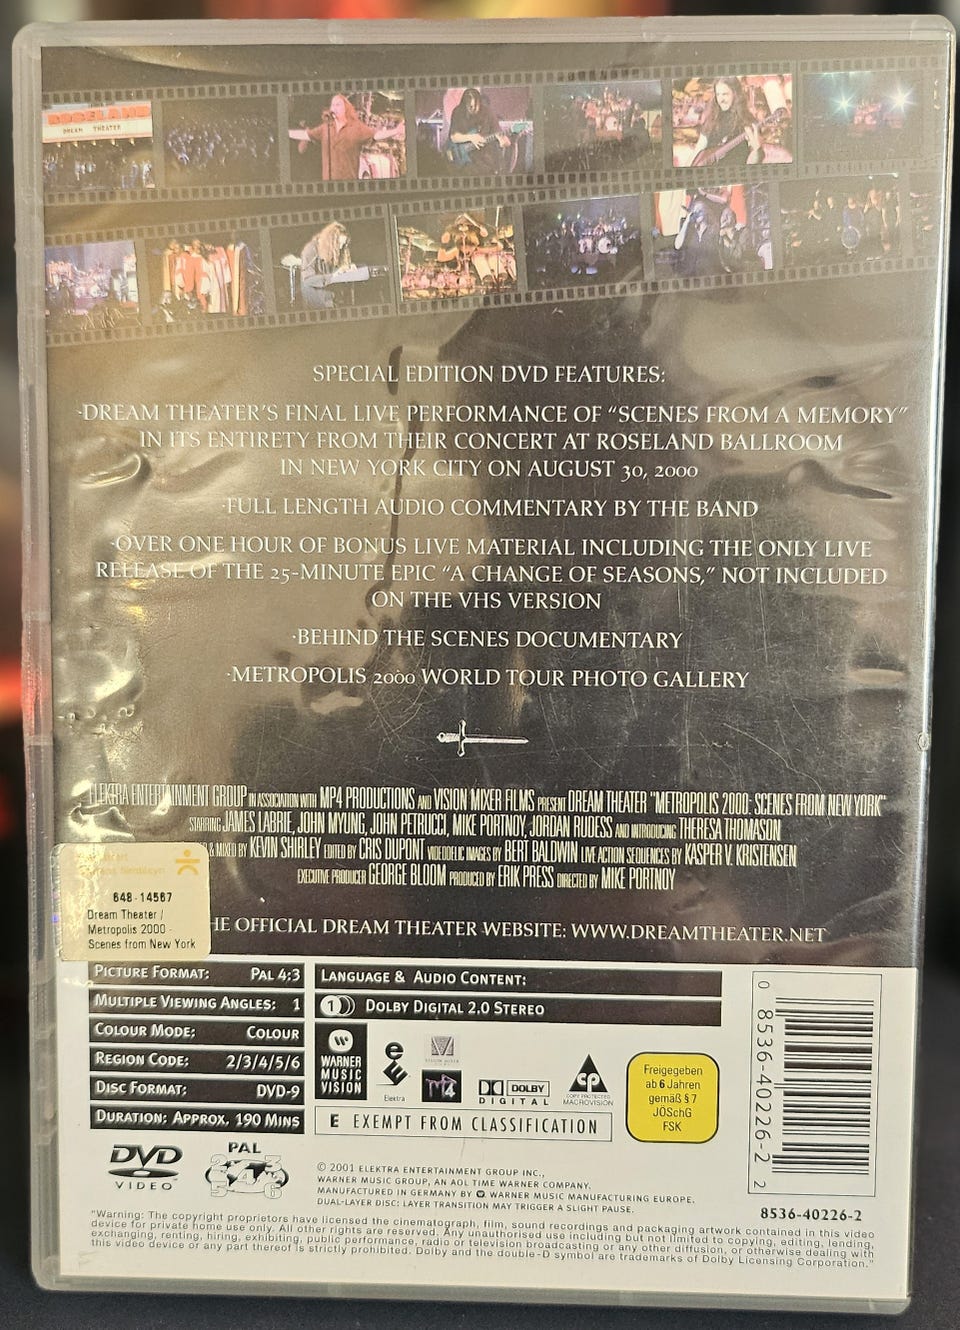 ROSELAND
DREAM THEATER
SPECIAL EDITION DVD FEATURES:
·DREAM THEATER'S FINAL LIVE PERFORMANCE OF "SCENES FROM A MEMORY"
IN ITS ENTIRETY FROM THEIR CONCERT AT ROSELAND BALLROOM
IN NEW YORK CITY ON AUGUST 30, 2000
·FULL LENGTH AUDIO COMMENTARY BY THE BAND
·OVER ONE HOUR OF BONUS LIVE MATERIAL INCLUDING THE ONLY LIVE
RELEASE OF THE 25-MINUTE EPIC "A CHANGE OF SEASONS," NOT INCLUDED
ON THE VHS VERSION
·BEHIND THE SCENES DOCUMENTARY
·METROPOLIS 2000 WORLD TOUR PHOTO GALLERY
ELEKTRA ENTERTAINMENT GROUP IN ASSOCIATION WITH MP4 PRODUCTIONS AND VISION MIXER FILMS PRESENT DREAM THEATER "METROPOLIS 2000: SCENES FROM NEW YORK"
STARRING JAMES LABRIE, JOHN MYUNG, JOHN PETRUCCI, MIKE PORTNOY, JORDAN RUDESS AND INTRODUCING THERESA THOMASON
& MIXED BY KEVIN SHIRLEY EDITED BY CRIS DUPONT VIDEODELIC IMAGES BY BERT BALDWIN LIVE ACTION SEQUENCES BY KASPER V. KRISTENSEN
EXECUTIVE PRODUCER GEORGE BLOOM PRODUCED BY ERIK PRESS DIRECTED BY MIKE PORTNOY
648-14567
Dream Theater /
Metropolis 2000 -
Scenes from New York
HE OFFICIAL DREAM THEATER WEBSITE: WWW.DREAMTHEATER.NET
PICTURE FORMAT: PAL 4:3
MULTIPLE VIEWING ANGLES: 1
COLOUR MODE: COLOUR
REGION CODE: 2/3/4/5/6
DISC FORMAT: DVD-9
DURATION: APPROX. 190 MINS
LANGUAGE & AUDIO CONTENT:
1 DOLBY DIGITAL 2.0 STEREO
WARNER
MUSIC
VISION
Elektra
VISION MIXER
M4
DOLBY
DIGITAL
CP
COPY PROTECTED
MACROVISION
E EXEMPT FROM CLASSIFICATION
Freigegeben
ab 6 Jahren
gemäß § 7
JÖSchG
FSK
0 8536-40226-2 2
8536-40226-2
DVD
VIDEO
PAL
2 3
4
5 6
© 2001 ELEKTRA ENTERTAINMENT GROUP INC.,
WARNER MUSIC GROUP, AN AOL TIME WARNER COMPANY.
MANUFACTURED IN GERMANY BY WARNER MUSIC MANUFACTURING EUROPE.
DUAL-LAYER DISC: LAYER TRANSITION MAY TRIGGER A SLIGHT PAUSE.
"Warning: The copyright proprietors have licensed the cinematograph, film, sound recordings and packaging artwork contained in this video
device for private home use only. All other rights are reserved. Any unauthorised use including but not limited to copying, editing, lending,
exchanging, renting, hiring, exhibiting, public performance, radio or television broadcasting or any other diffusion, or otherwise dealing with
this video device or any part thereof is strictly prohibited. Dolby and the double-D symbol are trademarks of Dolby Licensing Corporation."